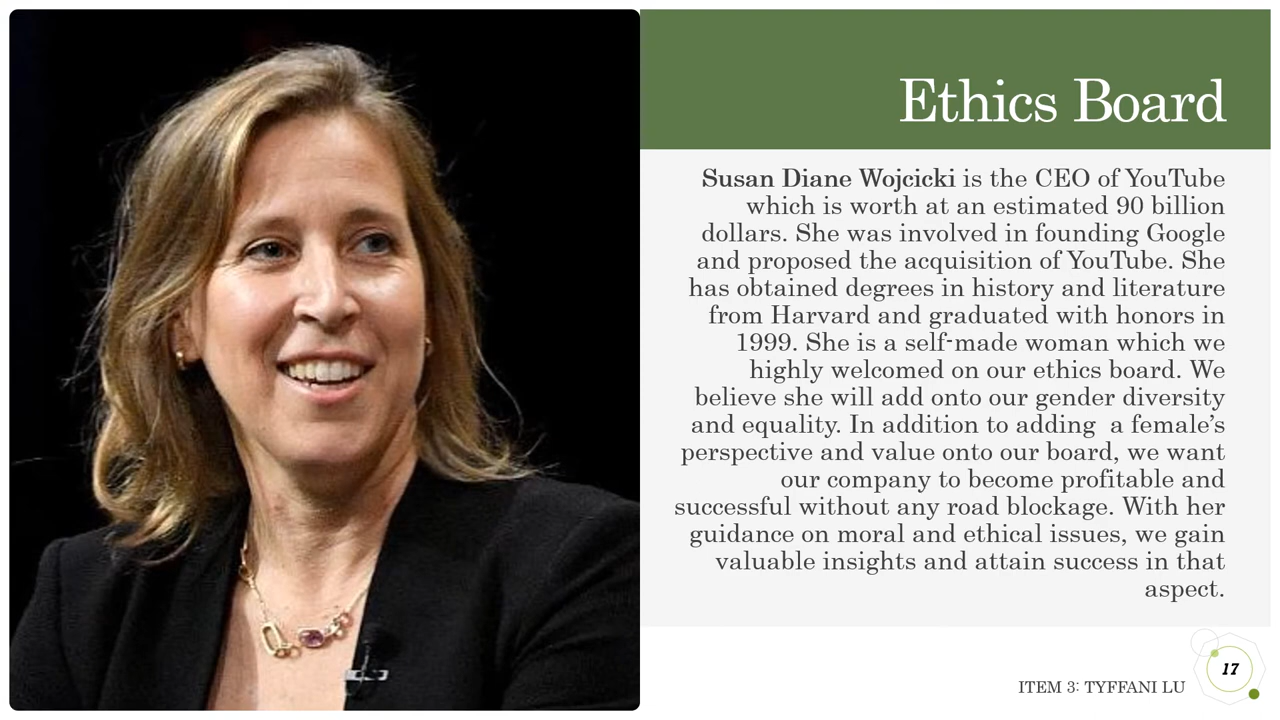 Ethics Board
Susan Diane Wojcicki is the CEO of YouTube
which is worth at an estimated 90 billion
dollars. She was involved in founding Google
and proposed the acquisition of YouTube. She
has obtained degrees in history and literature
from Harvard and graduated with honors in
1999. She is a self-made woman which we
highly welcomed on our ethics board. We
believe she will add onto our gender diversity
and equality. In addition to adding  a female’s
perspective and value onto our board, we want
our company to become profitable and
successful without any road blockage. With her
guidance on moral and ethical issues, we gain
valuable insights and attain success in that
aspect.
ITEM 3: TYFFANI LU
17